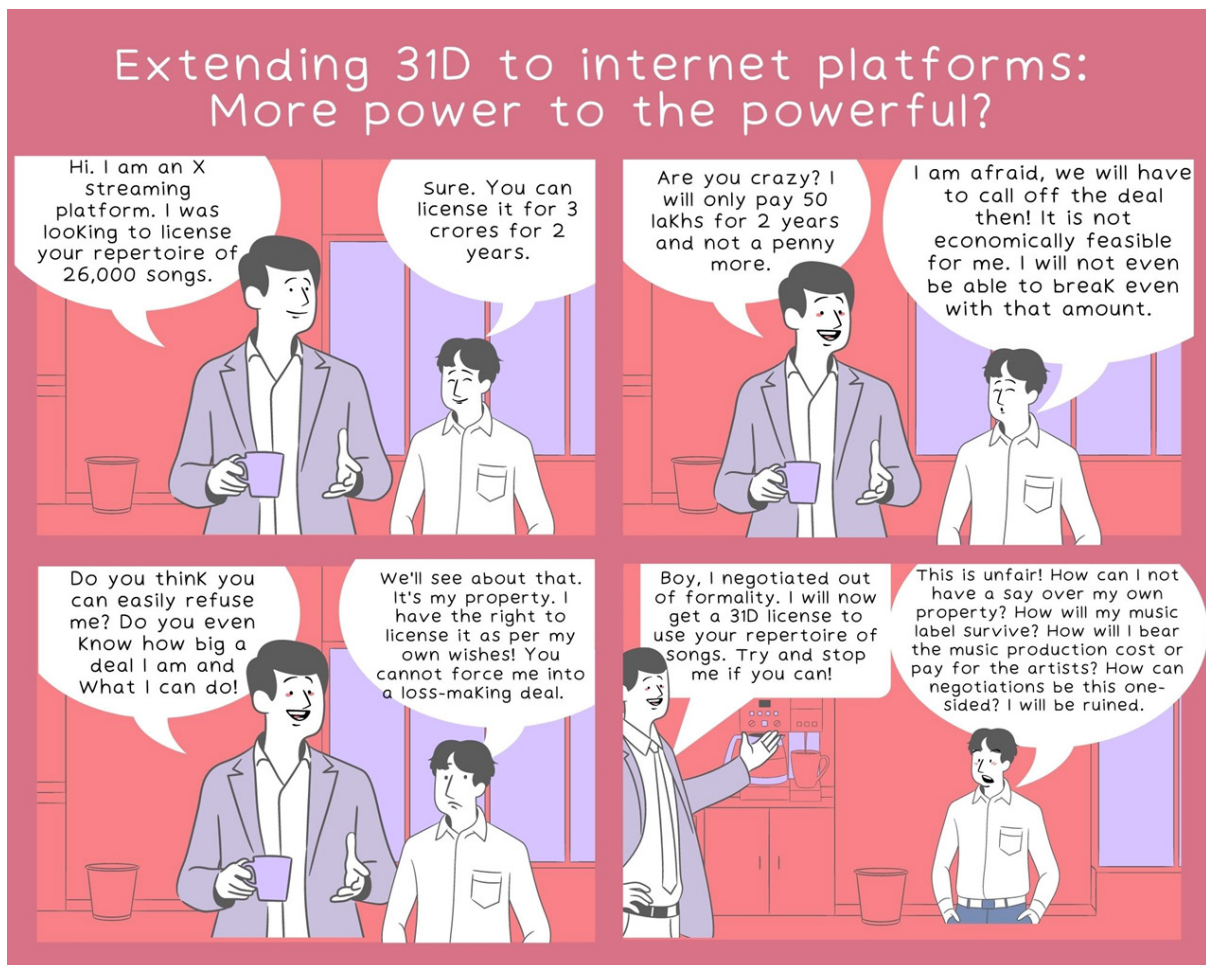 Extending 31D to internet platforms:
More power to the powerful?
Hi. I am an X
streaming
platform. I was
looking to license
your repertoire of
26,000 songs.
Sure. You can
license it for 3
crores for 2
years.
Are you crazy? I
will only pay 50
lakhs for 2 years
and not a penny
more.
I am afraid, we will have
to call off the deal
then! It is not
economically feasible
for me. I will not even
be able to break even
with that amount.
Do you think you
can easily refuse
me? Do you even
Know how big a
deal I am and
What I can do!
We'll see about that.
It's my property. I
have the right to
license it as per my
own wishes! You
cannot force me into
a loss-making deal.
Boy, I negotiated out
of formality. I will now
get a 31D license to
use your repertoire of
songs. Try and stop
me if you can!
This is unfair! How can I not
have a say over my own
property? How will my music
label survive? How will I bear
the music production cost or
pay for the artists? How can
negotiations be this one-
sided? I will be ruined.